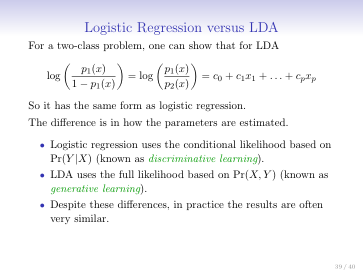 Logistic Regression versus LDA
For a two-class problem, one can show that for LDA
log(p₁(x) / (1 − p₁(x))) = log(p₁(x) / p₂(x)) = c₀ + c₁x₁ + . . . + cₚxₚ
So it has the same form as logistic regression.
The difference is in how the parameters are estimated.
• Logistic regression uses the conditional likelihood based on
Pr(Y|X) (known as discriminative learning).
• LDA uses the full likelihood based on Pr(X, Y) (known as
generative learning).
• Despite these differences, in practice the results are often
very similar.
39 / 40